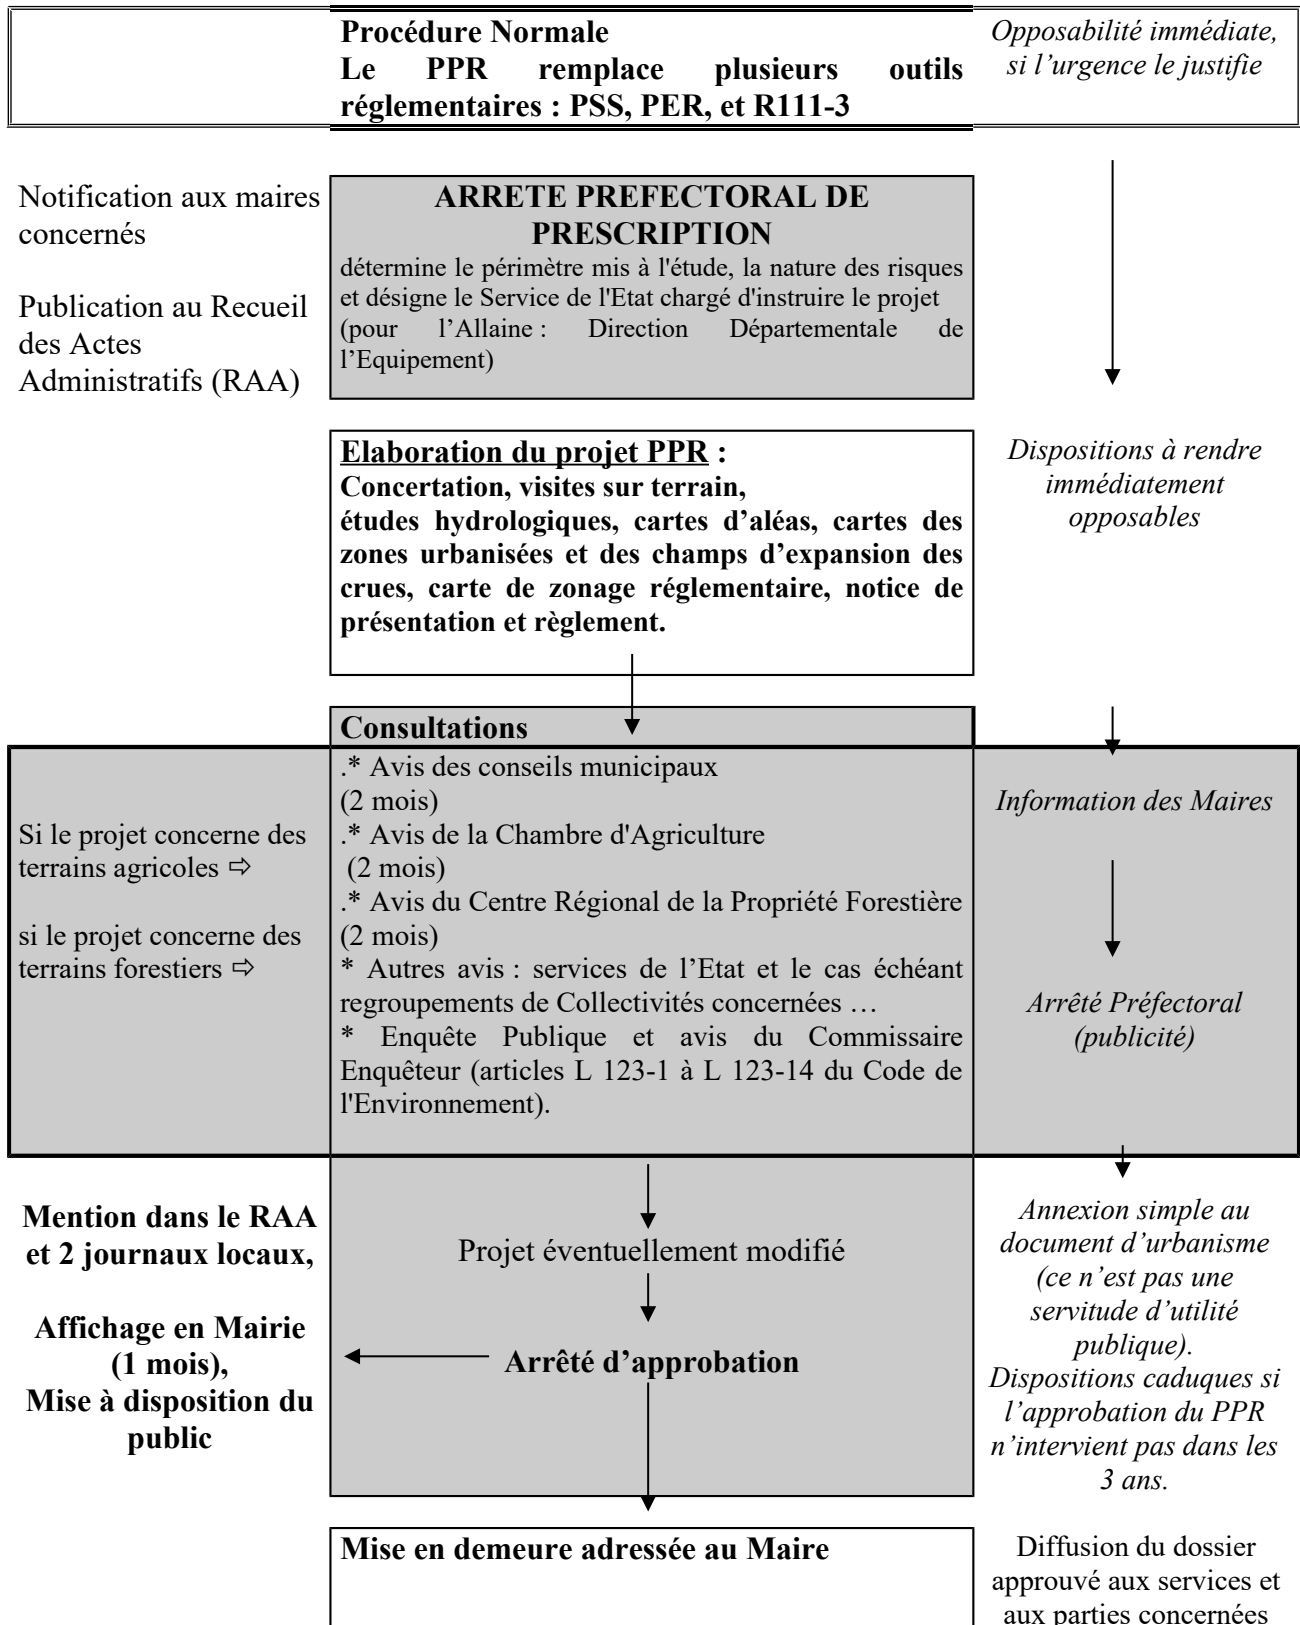 Procédure Normale
Le PPR remplace plusieurs outils
réglementaires : PSS, PER, et R111-3
Opposabilité immédiate,
si l’urgence le justifie
Notification aux maires
concernés
Publication au Recueil
des Actes
Administratifs (RAA)
ARRETE PREFECTORAL DE
PRESCRIPTION
détermine le périmètre mis à l'étude, la nature des risques
et désigne le Service de l'Etat chargé d'instruire le projet
(pour l’Allaine : Direction Départementale de
l’Equipement)
Elaboration du projet PPR :
Concertation, visites sur terrain,
études hydrologiques, cartes d’aléas, cartes des
zones urbanisées et des champs d’expansion des
crues, carte de zonage réglementaire, notice de
présentation et règlement.
Dispositions à rendre
immédiatement
opposables
Consultations
Si le projet concerne des
terrains agricoles ⇨
si le projet concerne des
terrains forestiers ⇨
.* Avis des conseils municipaux
(2 mois)
.* Avis de la Chambre d'Agriculture
(2 mois)
.* Avis du Centre Régional de la Propriété Forestière
(2 mois)
* Autres avis : services de l’Etat et le cas échéant
regroupements de Collectivités concernées …
* Enquête Publique et avis du Commissaire
Enquêteur (articles L 123-1 à L 123-14 du Code de
l'Environnement).
Information des Maires
Arrêté Préfectoral
(publicité)
Mention dans le RAA
et 2 journaux locaux,
Affichage en Mairie
(1 mois),
Mise à disposition du
public
Projet éventuellement modifié
Arrêté d’approbation
Annexion simple au
document d’urbanisme
(ce n’est pas une
servitude d’utilité
publique).
Dispositions caduques si
l’approbation du PPR
n’intervient pas dans les
3 ans.
Mise en demeure adressée au Maire
Diffusion du dossier
approuvé aux services et
aux parties concernées